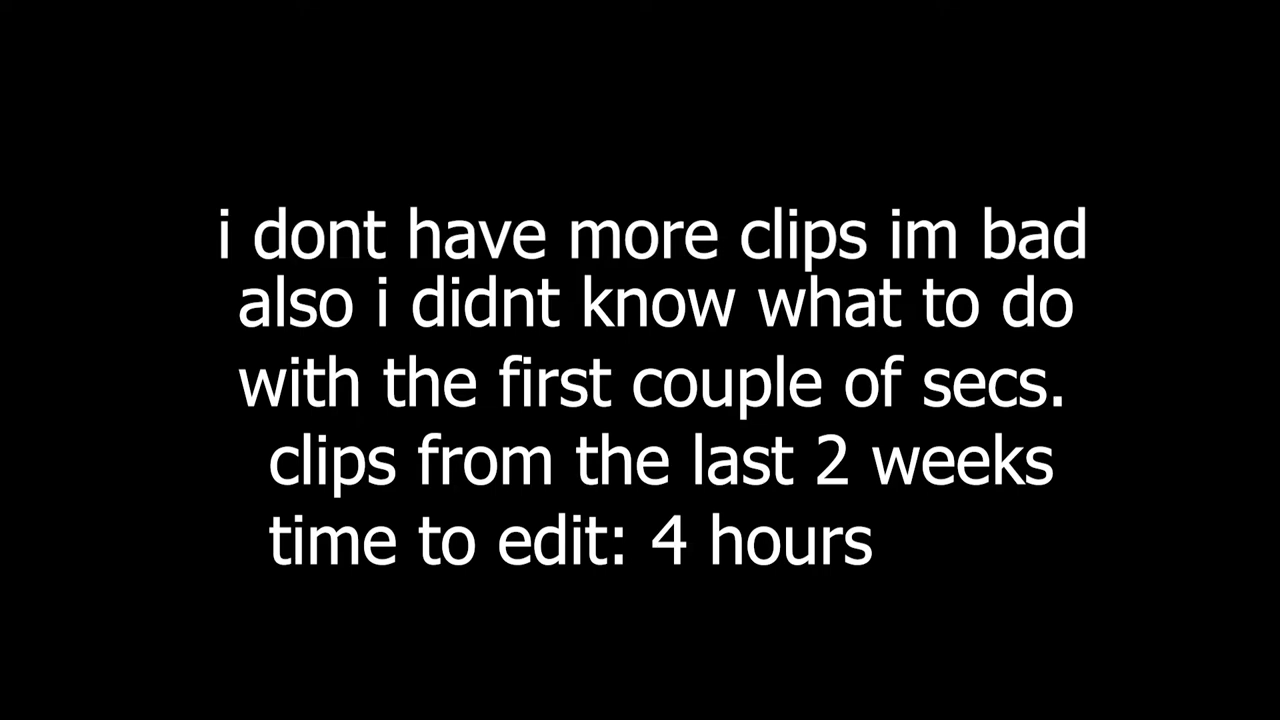 i dont have more clips im bad
also i didnt know what to do
with the first couple of secs.
clips from the last 2 weeks
time to edit: 4 hours